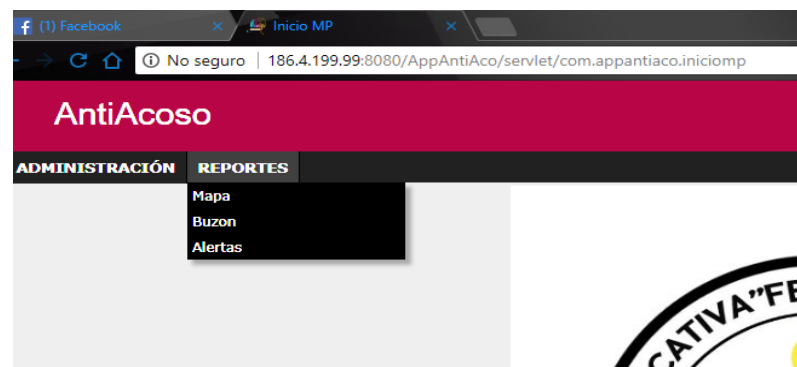 (1) Facebook
Inicio MP
No seguro | 186.4.199.99:8080/AppAntiAco/servlet/com.appantiaco.iniciomp
AntiAcoso
ADMINISTRACIÓN REPORTES
Mapa
Buzon
Alertas
CATIVA"FE